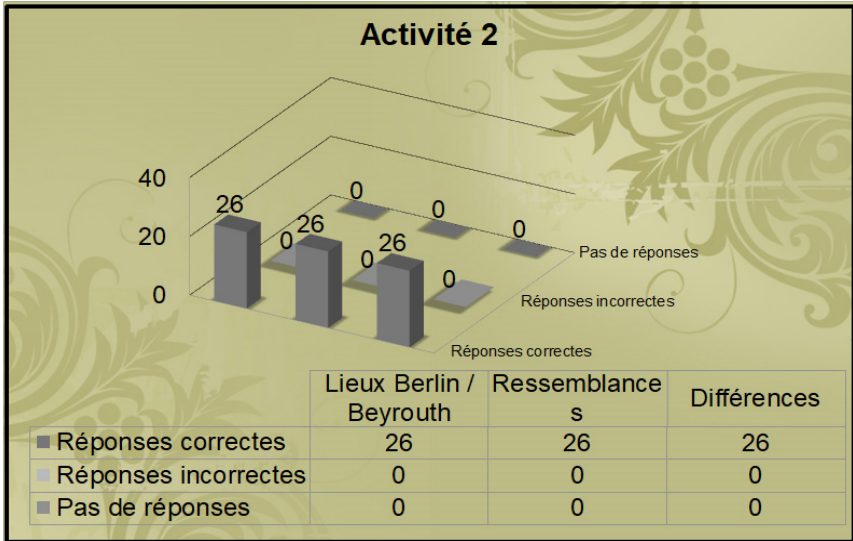 Activité 2
40
20
0
26
26
26
0
0
0
0
0
0
Pas de réponses
Réponses incorrectes
Réponses correctes
Lieux Berlin / Beyrouth
Ressemblances
Différences
Réponses correctes 26 26 26
Réponses incorrectes 0 0 0
Pas de réponses 0 0 0